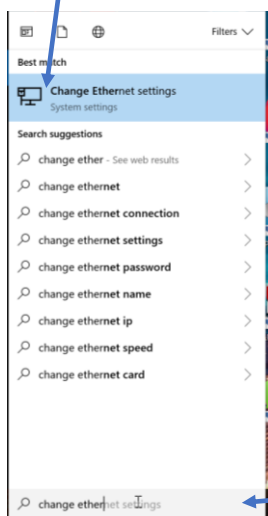 Filters
Best match
Change Ethernet settings
System settings
Search suggestions
change ether - See web results
change ethernet
change ethernet connection
change ethernet settings
change ethernet password
change ethernet name
change ethernet ip
change ethernet speed
change ethernet card
change ethernet settings